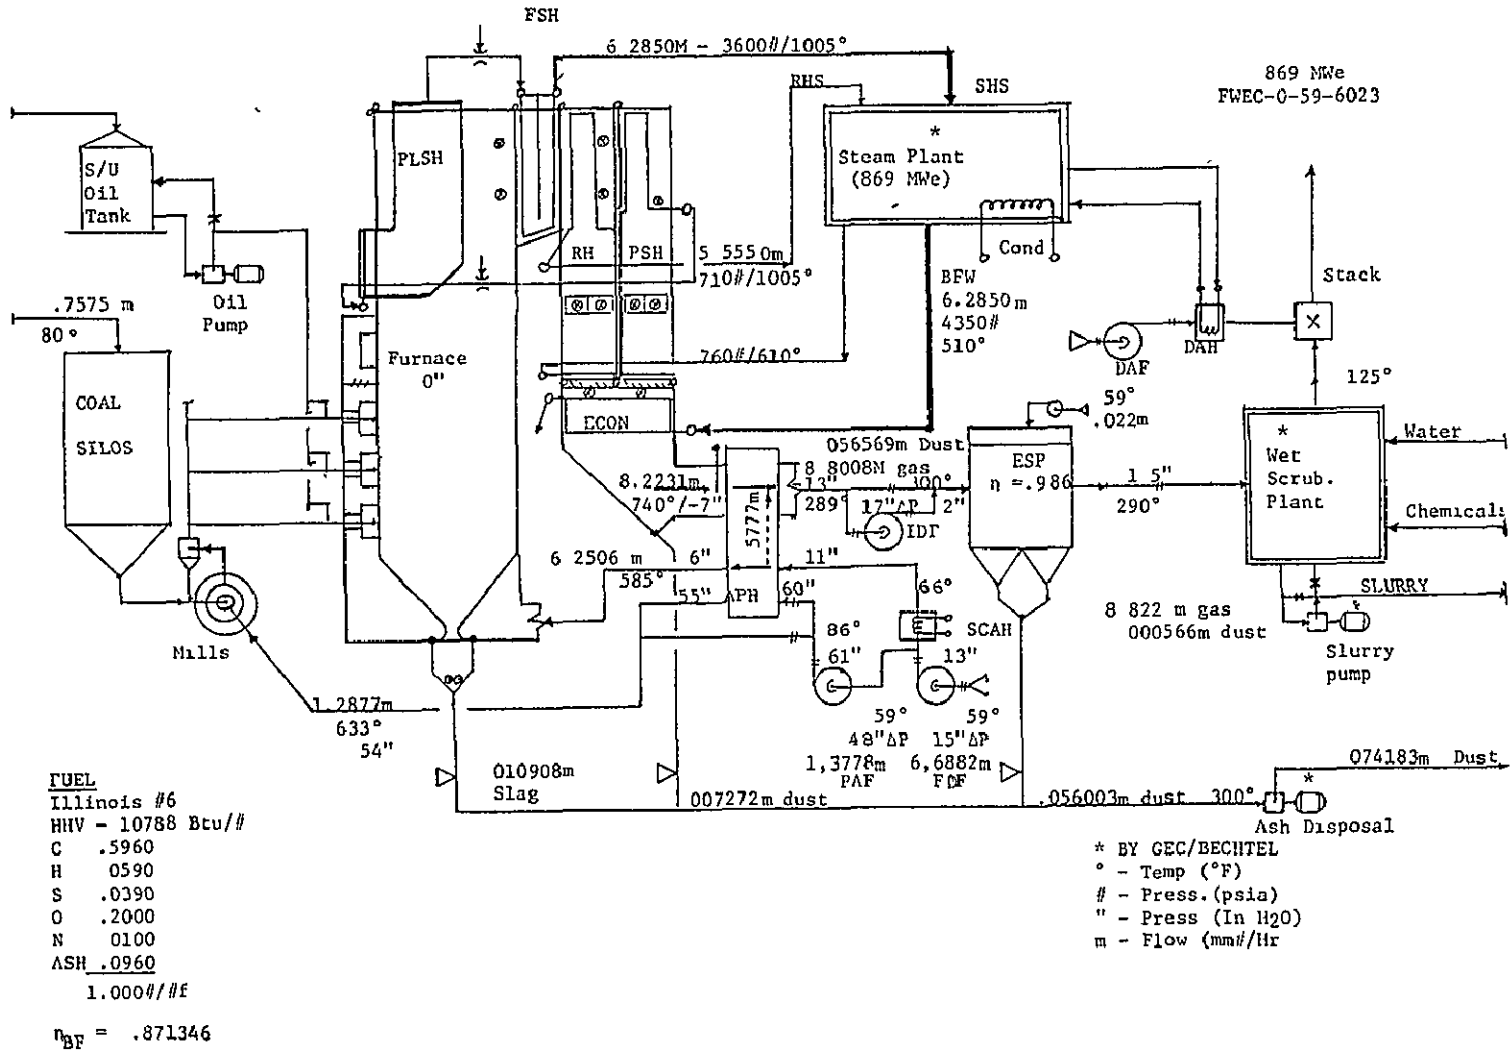 FSH
6 2850M - 3600#/1005°
RHS
SHS
869 MWe
FWEC-0-59-6023
S/U
Oil
Tank
PLSH
*
Steam Plant
(869 MWe)
Cond
RH
PSH
5 5550m
710#/1005°
BFW
6.2850m
4350#
510°
Stack
X
Oil
Pump
.7575 m
80°
Furnace
0"
760#/610°
DAH
DAF
125°
59°
.022m
COAL
SILOS
ECON
056569m Dust
8 8008M gas
13"
300°
289°
17"ΔP
2"
IDF
ESP
n =.986
1 5"
290°
*
Wet
Scrub.
Plant
Water
Chemicals
8.2231m
740°/-7"
5777m
6 2506 m
585°
6"
11"
55"
APH
60"
66°
SCAH
SLURRY
8 822 m gas
000566m dust
Slurry
pump
Mills
86°
61"
13"
1.2877m
633°
54"
59°
48"ΔP
1,3778m
PAF
59°
15"ΔP
6,6882m
FDF
010908m
Slag
007272m dust
.056003m dust 300°
074183m Dust
*
Ash Disposal
FUEL
Illinois #6
HHV - 10788 Btu/#
C .5960
H 0590
S .0390
O .2000
N 0100
ASH .0960
1.000#/#f
nBF = .871346
* BY GEC/BECHTEL
° - Temp (°F)
# - Press.(psia)
" - Press (In H2O)
m - Flow (mm#/Hr